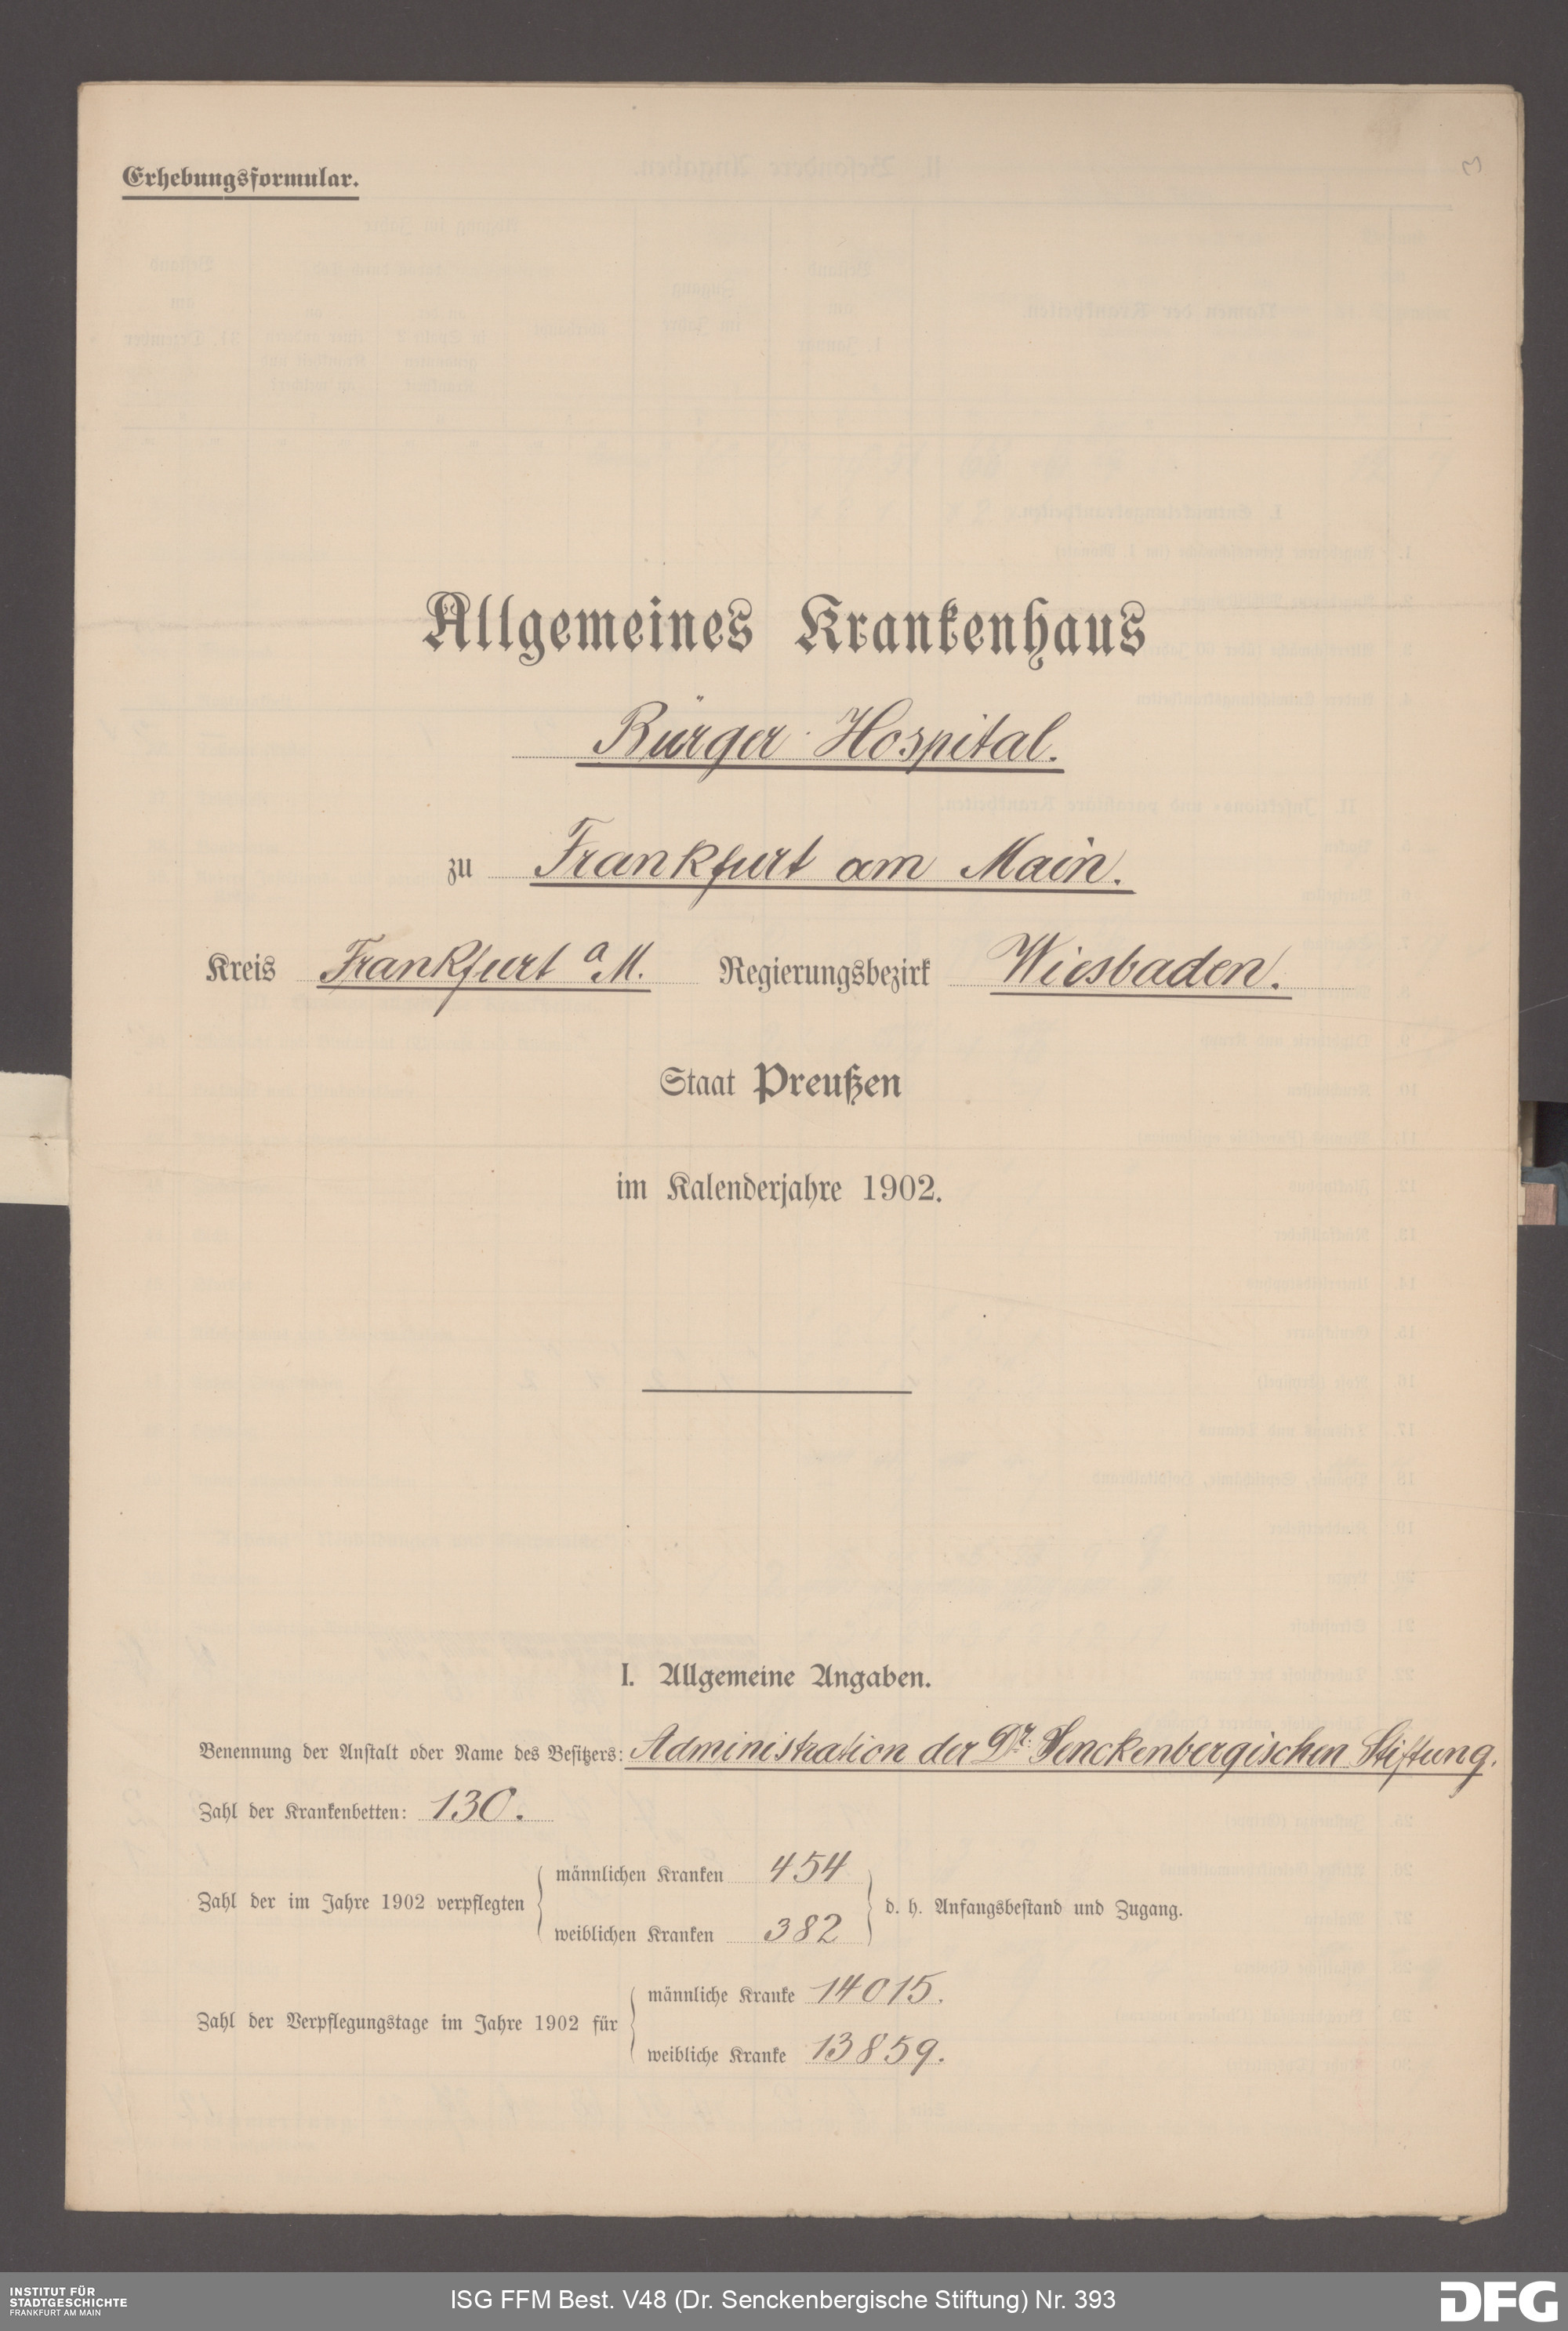 Erhebungsformular.
3
Allgemeines Krankenhaus
Bürger Hospital.
zu Frankfurt am Main.
Kreis Frankfurt a M. Regierungsbezirk Wiesbaden.
Staat Preußen
im Kalenderjahre 1902.
I. Allgemeine Angaben.
Benennung der Anstalt oder Name des Besitzers: Administration der Dr. Senckenbergischen Stiftung.
Zahl der Krankenbetten: 130.
männlichen Kranken 454
Zahl der im Jahre 1902 verpflegten d. h. Anfangsbestand und Zugang.
weiblichen Kranken 382
männliche Kranke 14015.
Zahl der Verpflegungstage im Jahre 1902 für
weibliche Kranke 13859.
INSTITUT FÜR
STADTGESCHICHTE
FRANKFURT AM MAIN
ISG FFM Best. V48 (Dr. Senckenbergische Stiftung) Nr. 393
DFG